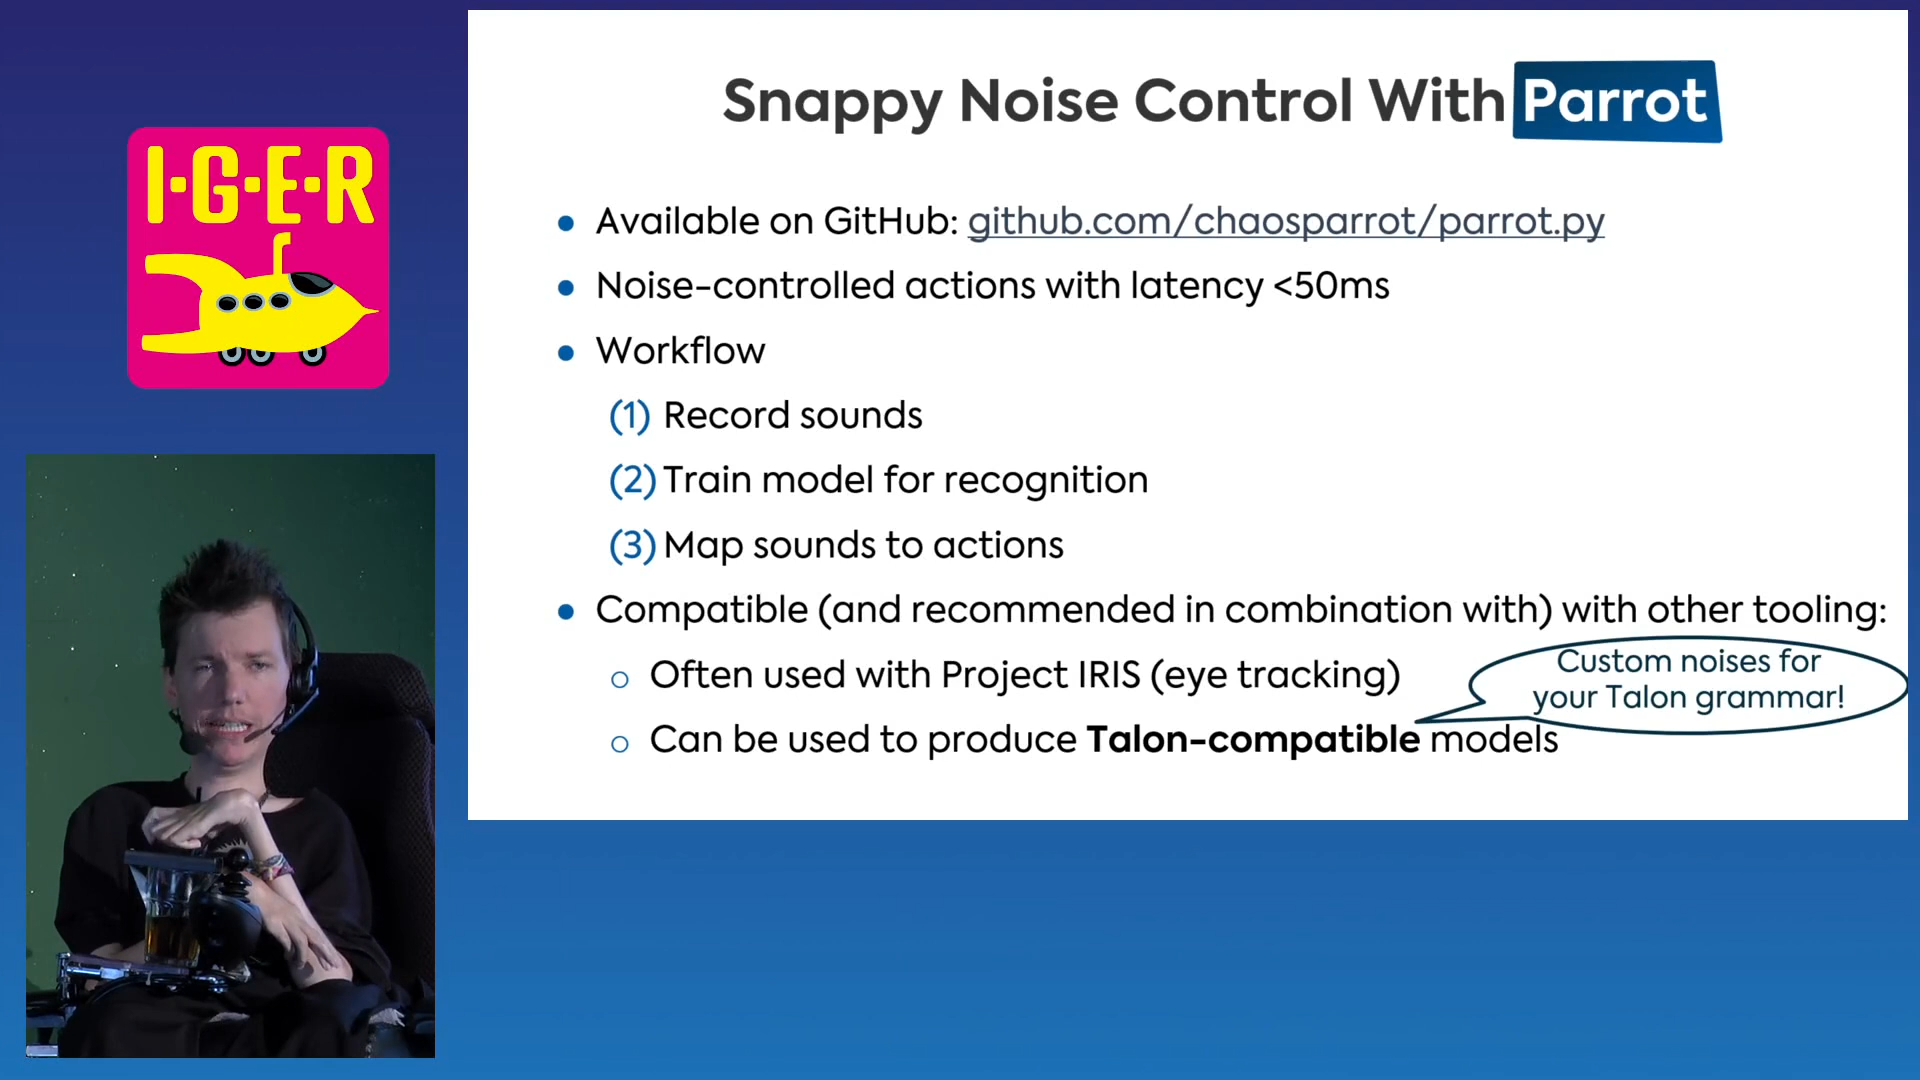 I·G·E·R
Snappy Noise Control With Parrot
• Available on GitHub: github.com/chaosparrot/parrot.py
• Noise-controlled actions with latency <50ms
• Workflow
(1) Record sounds
(2) Train model for recognition
(3) Map sounds to actions
• Compatible (and recommended in combination with) with other tooling:
○ Often used with Project IRIS (eye tracking)
Custom noises for
your Talon grammar!
○ Can be used to produce Talon-compatible models